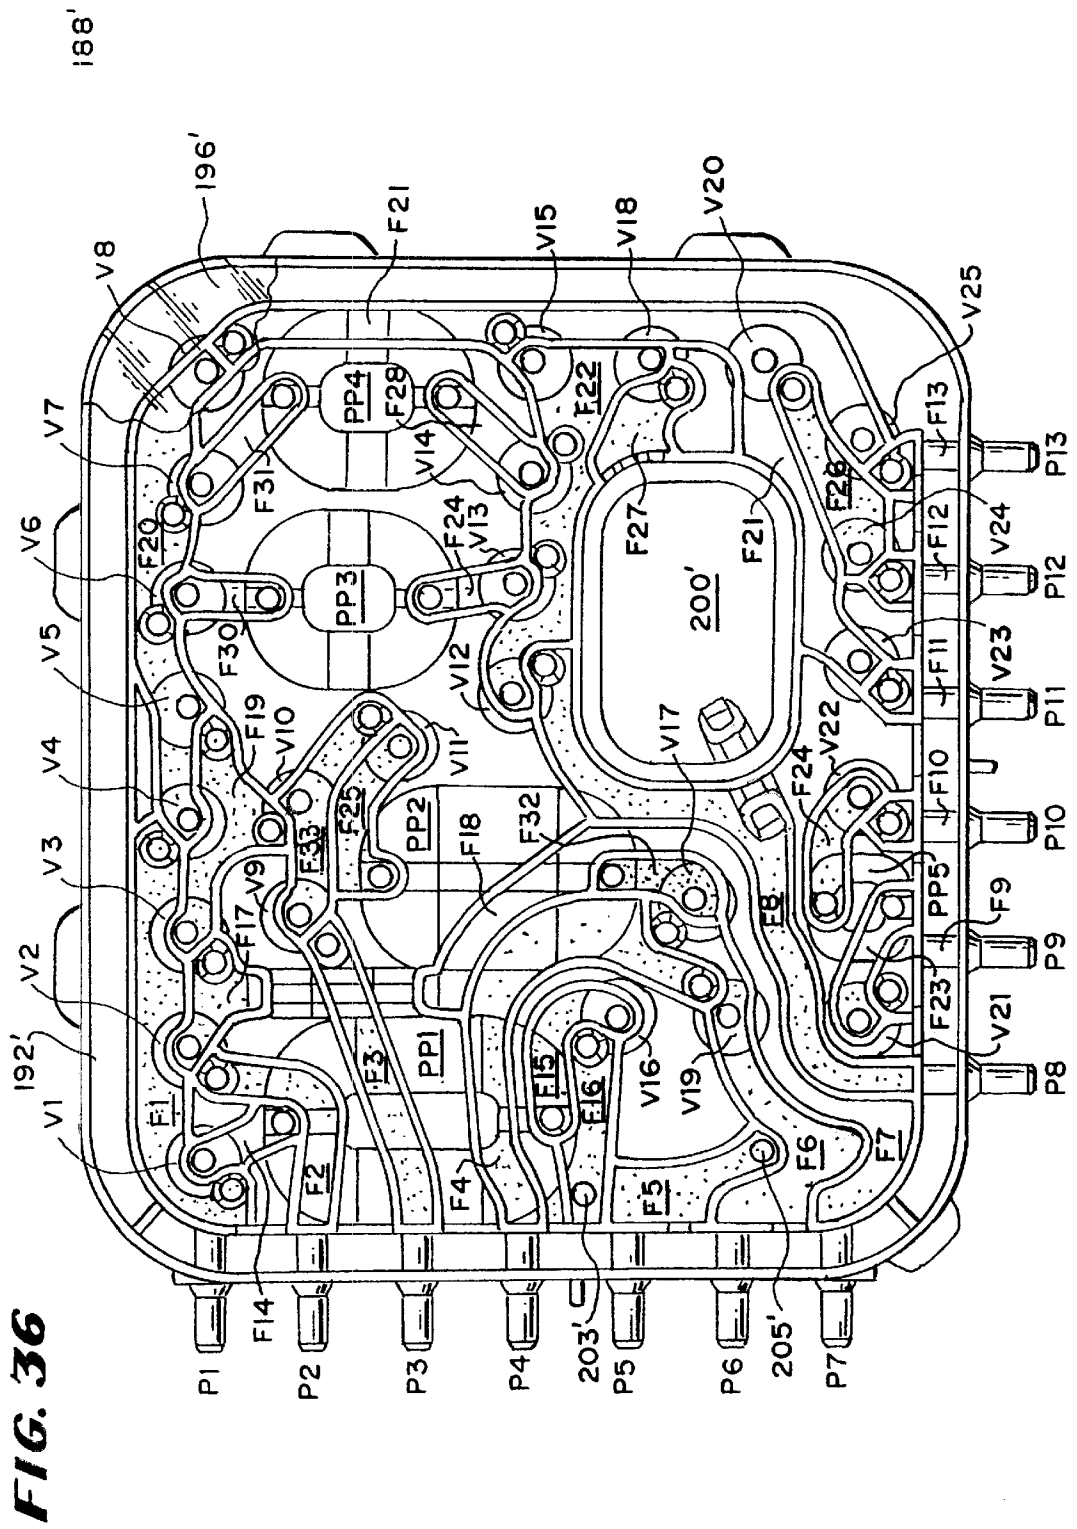 FIG. 36
188'
192'
196'
V1
V2
V3
V4
V5
V6
V7
V8
F21
V15
V18
V20
V25
F1
F17
F19
V9
V10
F20
F30
F31
PP4
F28
V14
F14
F2
F3
PP1
F33
F25
PP2
V11
V12
PP3
F24
V13
F22
F27
F4
F15
F16
F18
F32
V17
200'
F21
F26
V16
V19
F8
F24
V22
F5
F6
F7
203'
205'
P1
P2
P3
P4
P5
P6
P7
F23
V21
F9
PP5
F10
F11
V23
F12
V24
F13
P8
P9
P10
P11
P12
P13